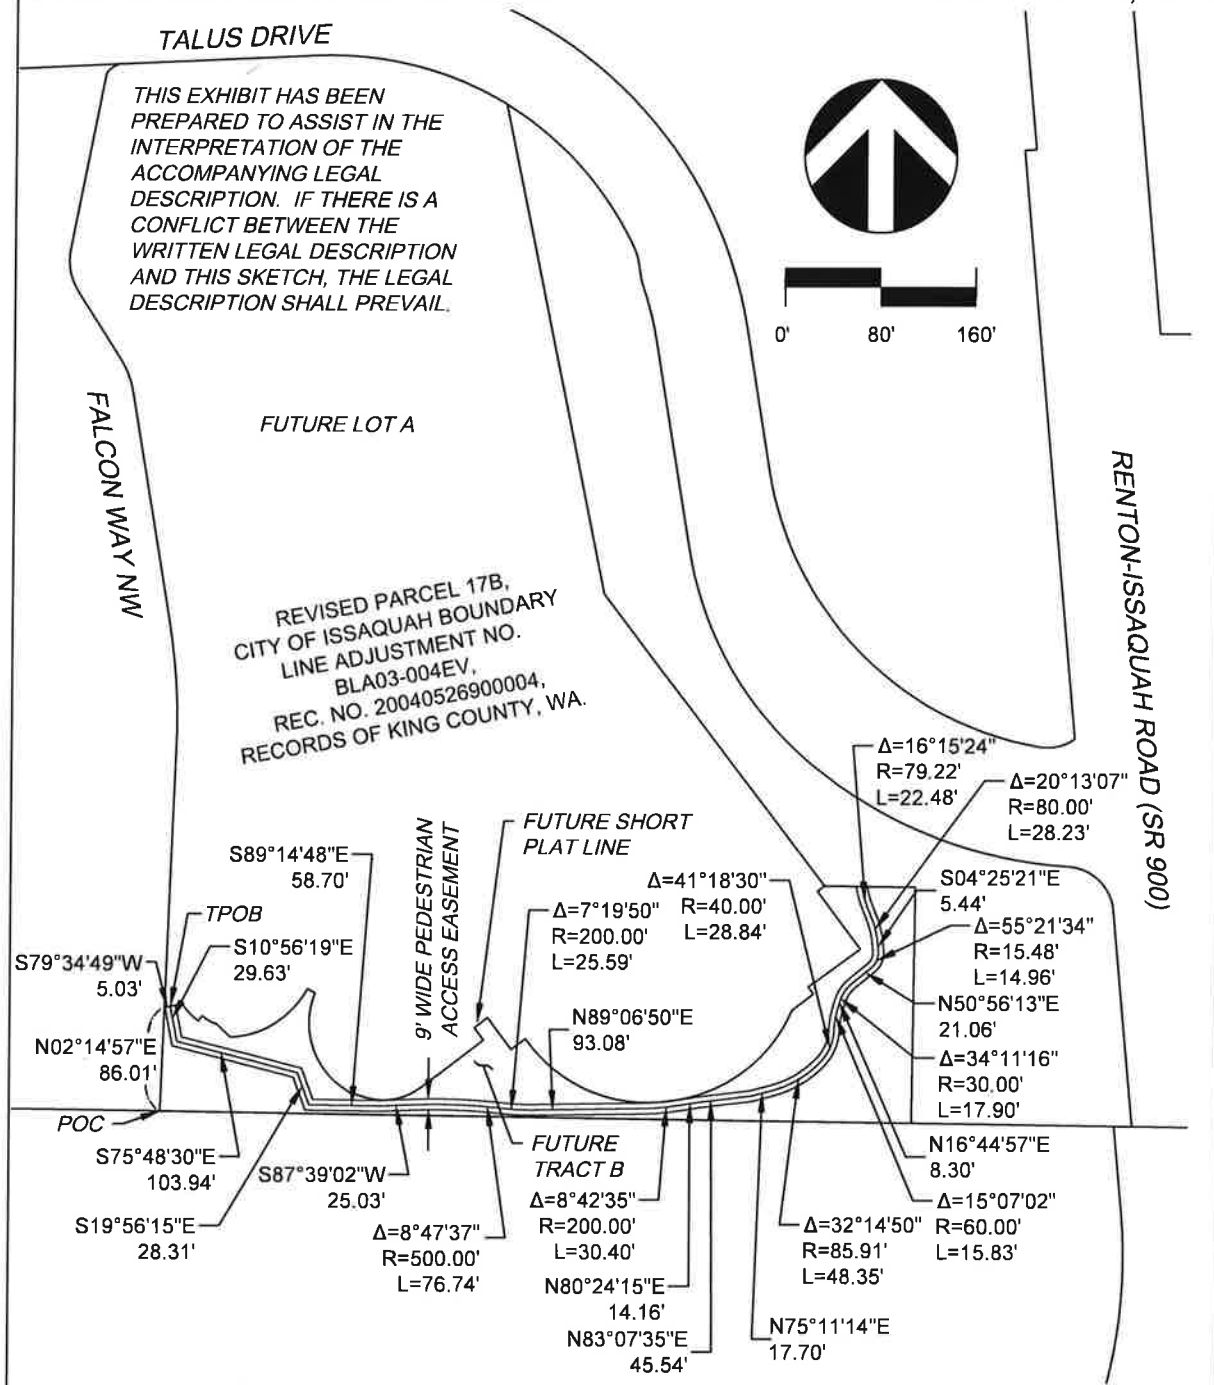 TALUS DRIVE
THIS EXHIBIT HAS BEEN
PREPARED TO ASSIST IN THE
INTERPRETATION OF THE
ACCOMPANYING LEGAL
DESCRIPTION. IF THERE IS A
CONFLICT BETWEEN THE
WRITTEN LEGAL DESCRIPTION
AND THIS SKETCH, THE LEGAL
DESCRIPTION SHALL PREVAIL.
0' 80' 160'
FALCON WAY NW
FUTURE LOT A
RENTON-ISSAQUAH ROAD (SR 900)
REVISED PARCEL 17B,
CITY OF ISSAQUAH BOUNDARY
LINE ADJUSTMENT NO.
BLA03-004EV,
REC. NO. 20040526900004,
RECORDS OF KING COUNTY, WA.
Δ=16°15'24"
R=79.22'
L=22.48'
Δ=20°13'07"
R=80.00'
L=28.23'
FUTURE SHORT
PLAT LINE
9' WIDE PEDESTRIAN
ACCESS EASEMENT
S89°14'48"E
58.70'
Δ=41°18'30"
R=40.00'
L=28.84'
S04°25'21"E
5.44'
TPOB
Δ=7°19'50"
R=200.00'
L=25.59'
Δ=55°21'34"
R=15.48'
L=14.96'
S10°56'19"E
29.63'
S79°34'49"W
5.03'
N50°56'13"E
21.06'
N89°06'50"E
93.08'
N02°14'57"E
86.01'
Δ=34°11'16"
R=30.00'
L=17.90'
POC
N16°44'57"E
8.30'
FUTURE
TRACT B
S75°48'30"E
103.94'
S87°39'02"W
25.03'
Δ=8°42'35"
R=200.00'
L=30.40'
Δ=15°07'02"
R=60.00'
L=15.83'
S19°56'15"E
28.31'
Δ=8°47'37"
R=500.00'
L=76.74'
Δ=32°14'50"
R=85.91'
L=48.35'
N80°24'15"E
14.16'
N83°07'35"E
45.54'
N75°11'14"E
17.70'